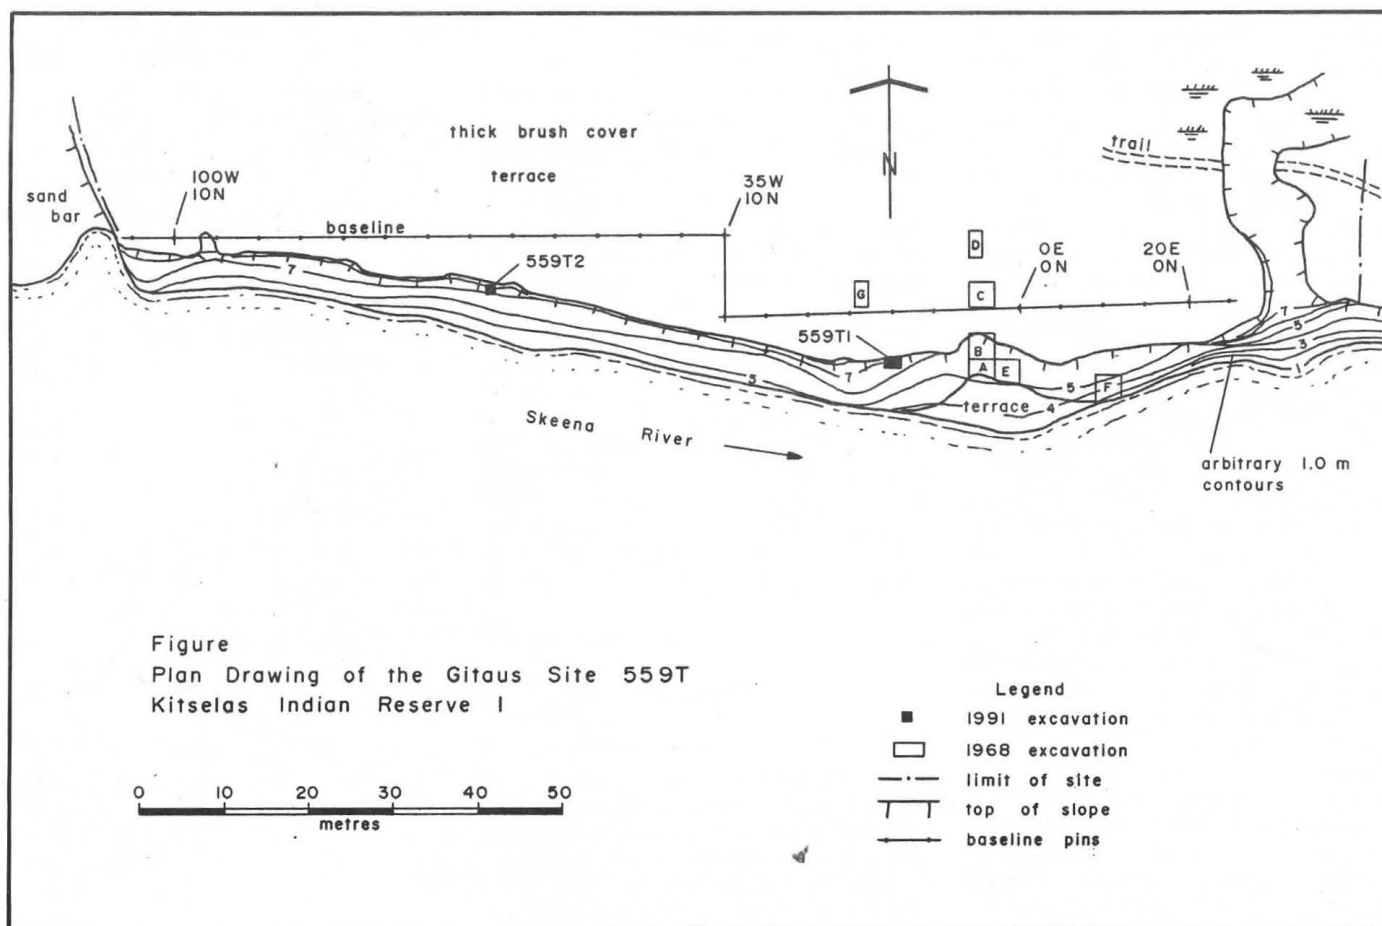 thick brush cover
terrace
sand
bar
100W
10N
baseline
35W
10N
trail
N
D
0E
0N
20E
0N
G
C
7
559T2
559T1
B
A
E
F
7
5
5
4
terrace
7
5
3
1
Skeena River
arbitrary 1.0 m
contours
Figure
Plan Drawing of the Gitaus Site 559T
Kitselas Indian Reserve 1
0 10 20 30 40 50
metres
Legend
1991 excavation
1968 excavation
limit of site
top of slope
baseline pins